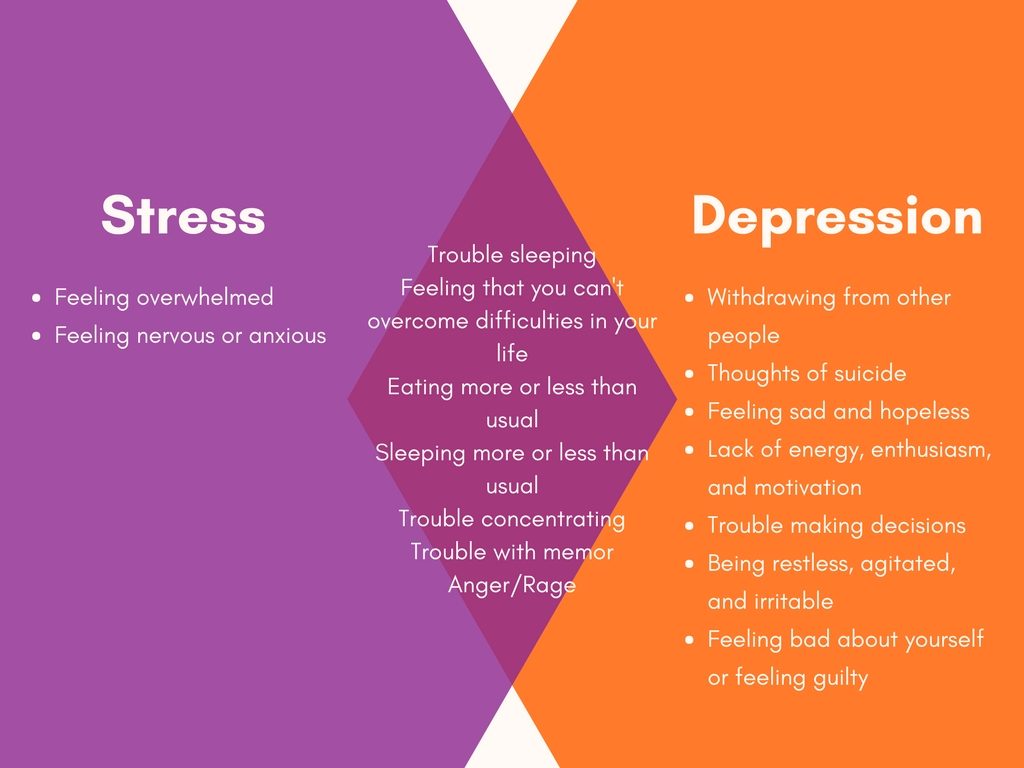 Stress
• Feeling overwhelmed
• Feeling nervous or anxious
Trouble sleeping
Feeling that you can't
overcome difficulties in your
life
Eating more or less than
usual
Sleeping more or less than
usual
Trouble concentrating
Trouble with memor
Anger/Rage
Depression
• Withdrawing from other
people
• Thoughts of suicide
• Feeling sad and hopeless
• Lack of energy, enthusiasm,
and motivation
• Trouble making decisions
• Being restless, agitated,
and irritable
• Feeling bad about yourself
or feeling guilty